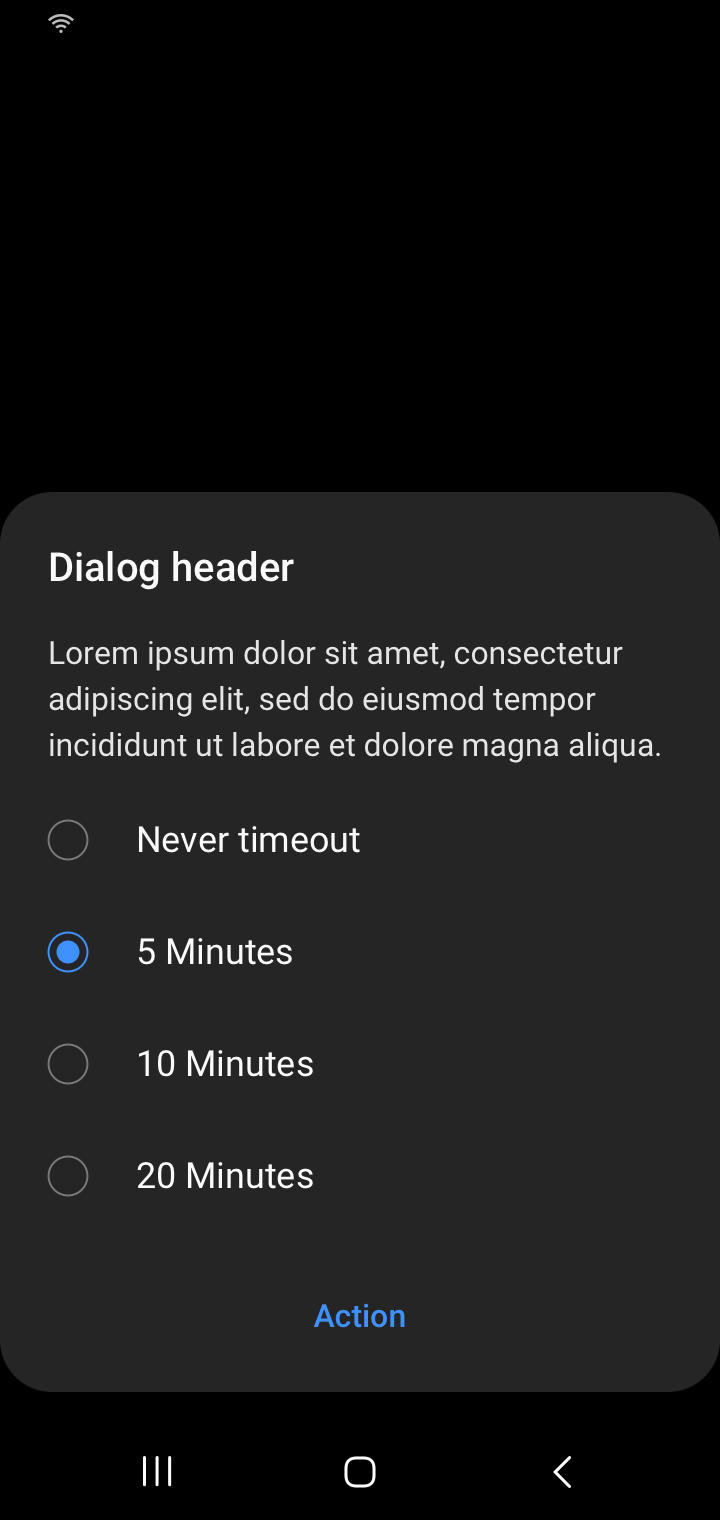 Dialog header
Lorem ipsum dolor sit amet, consectetur
adipiscing elit, sed do eiusmod tempor
incididunt ut labore et dolore magna aliqua.
Never timeout
5 Minutes
10 Minutes
20 Minutes
Action